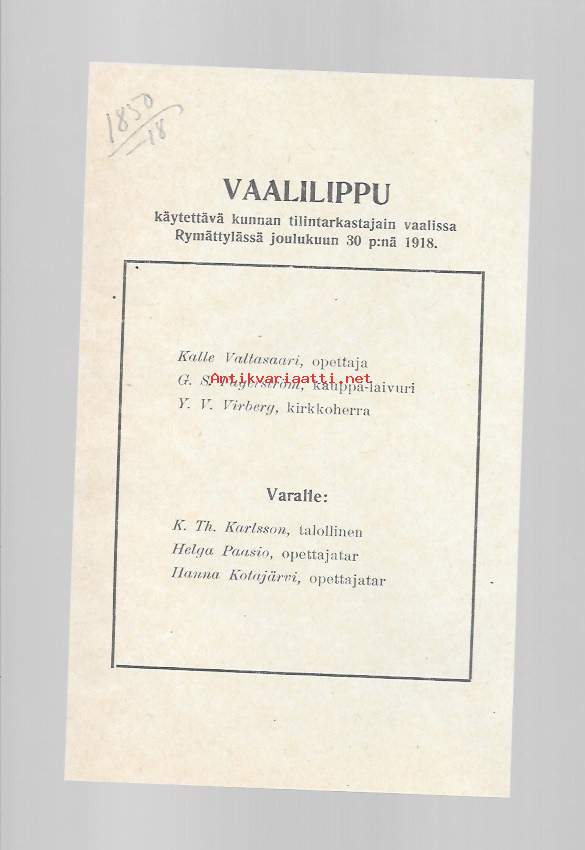 1850
18
VAALILIPPU
käytettävä kunnan tilintarkastajain vaalissa
Rymättylässä joulukuun 30 p:nä 1918.
Kalle Valtasaari, opettaja
Antikvariaatti.net
G. S. Fagerström, kauppa-laivuri
Y. V. Virberg, kirkkoherra
Varalle:
K. Th. Karlsson, talollinen
Helga Paasio, opettajatar
Hanna Kotajärvi, opettajatar